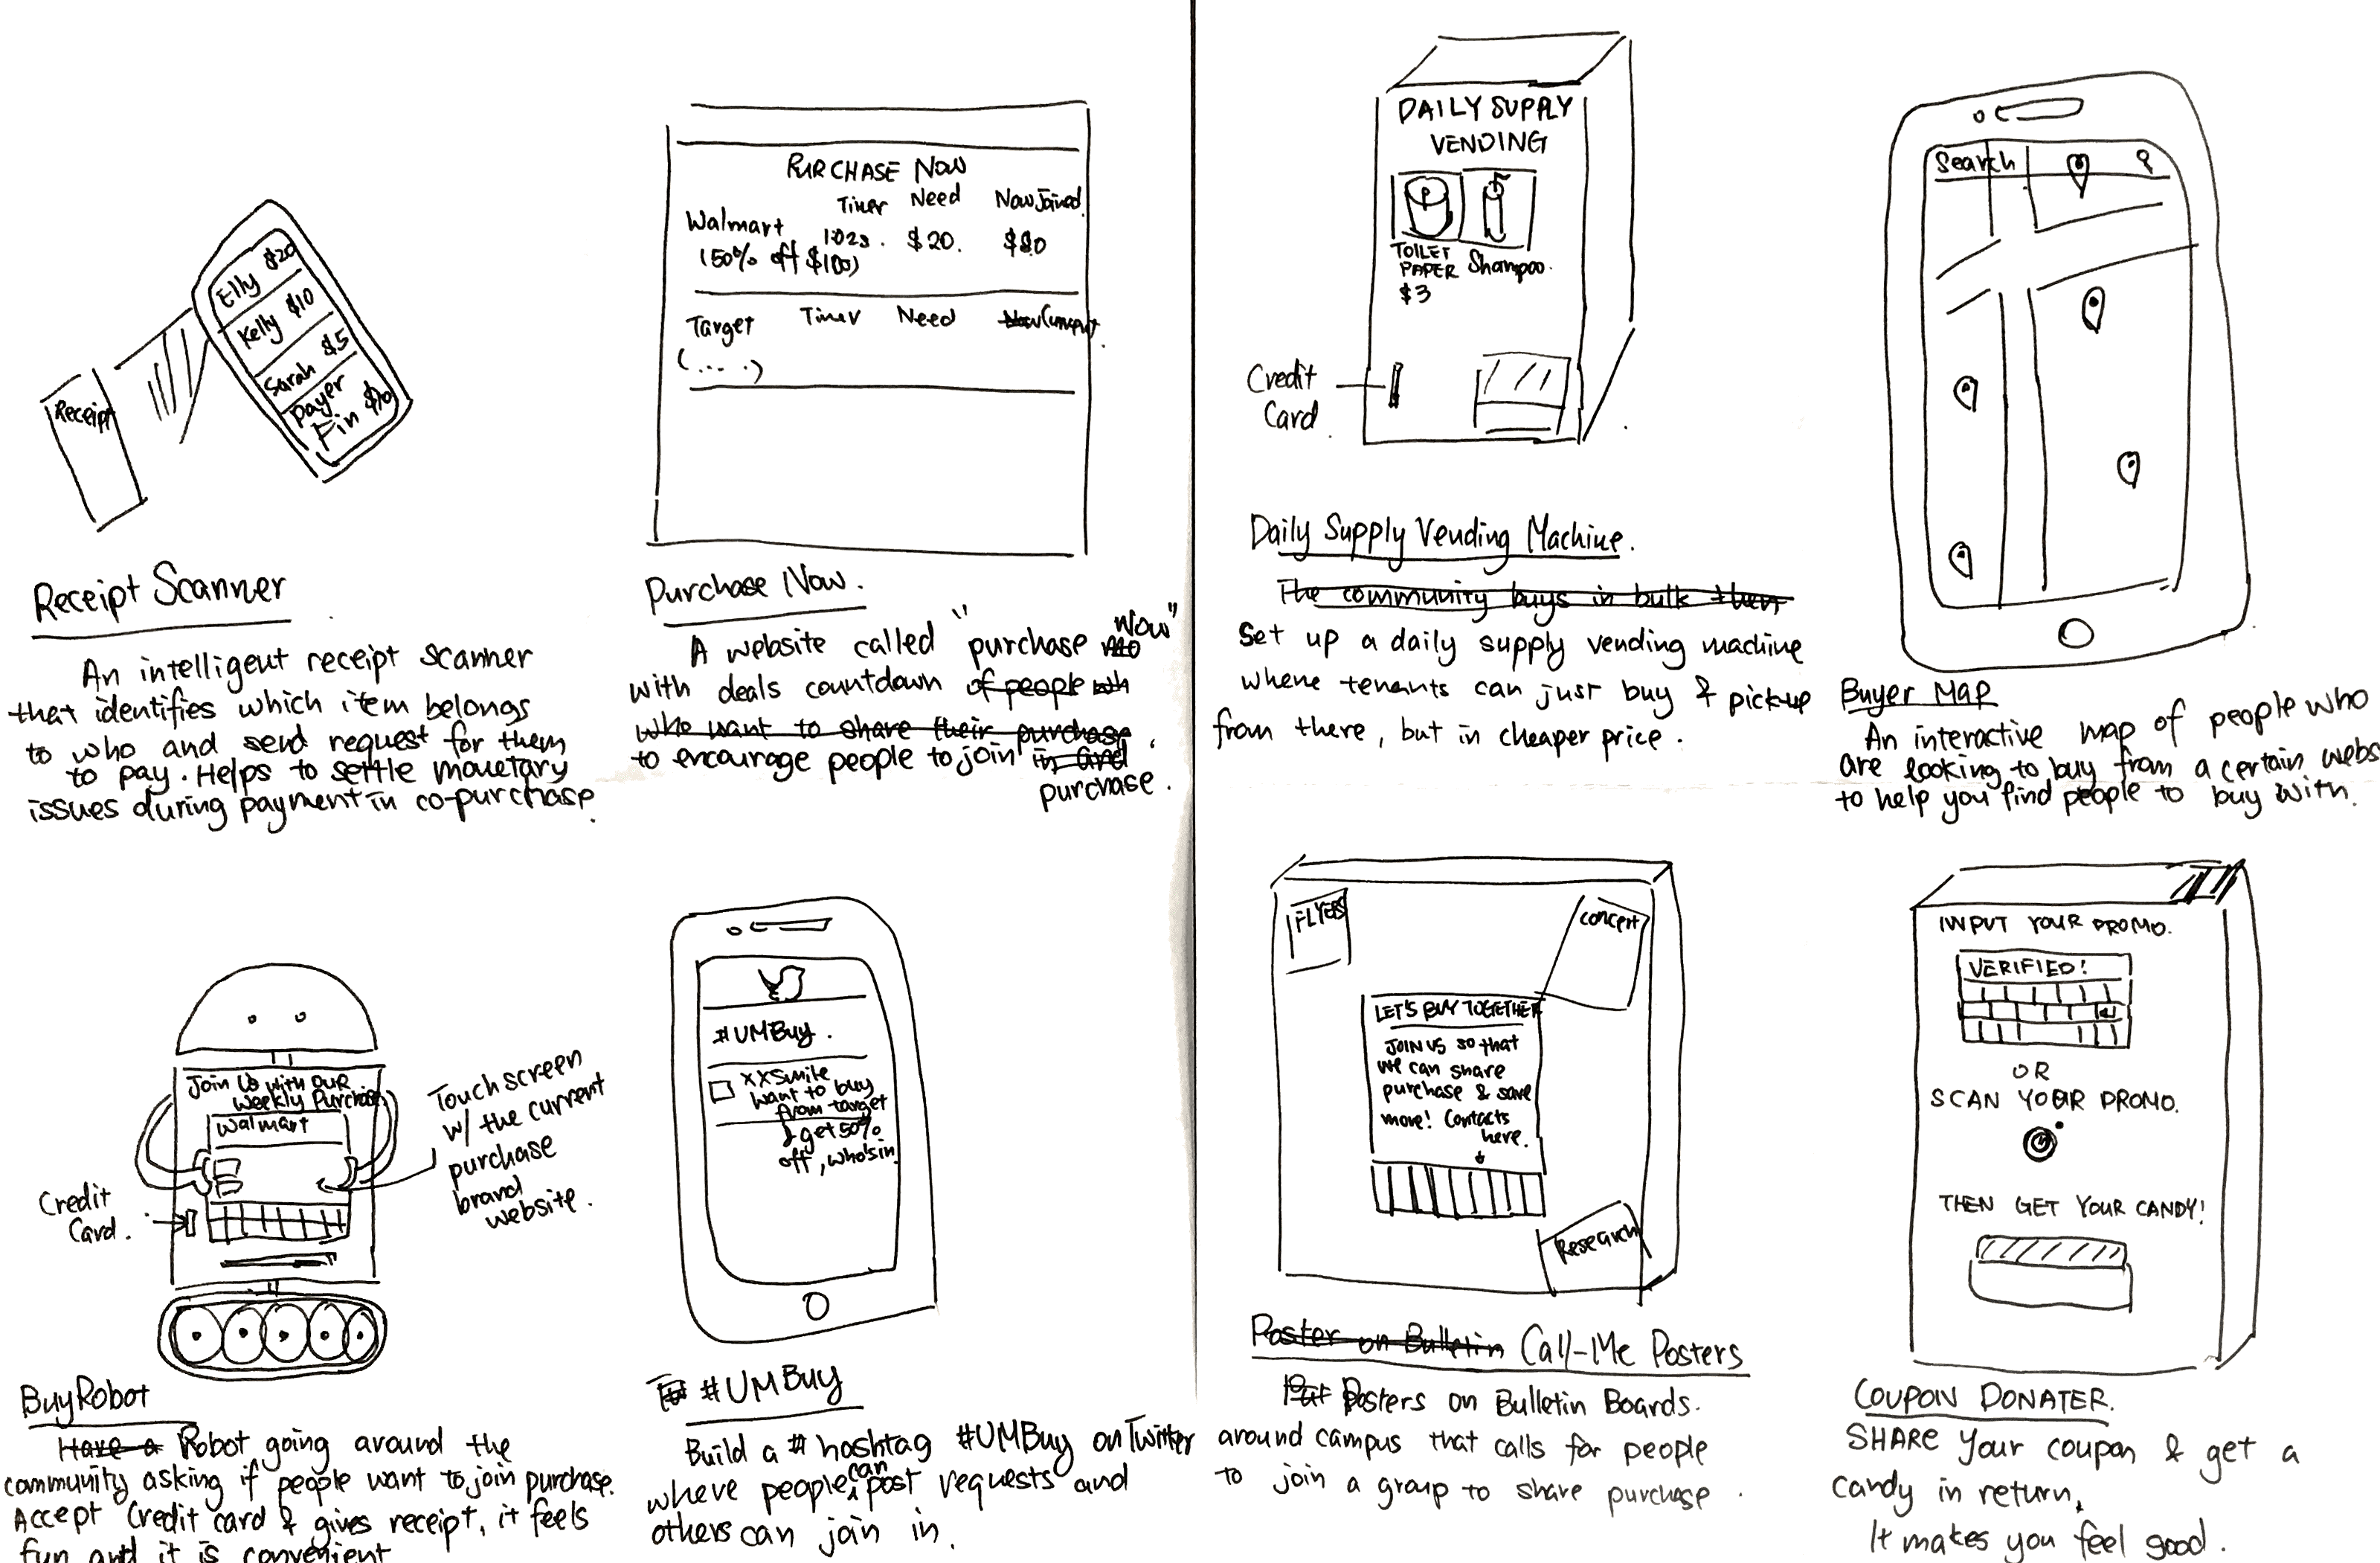 Receipt
Elly $20
Kelly $10
Sarah $5
Payer
Fin
Receipt Scanner
An intelligent receipt scanner
that identifies which item belongs
to who and send request for them
to pay. Helps to settle monetary
issues during payment in co-purchase.
PURCHASE NOW
Timer Need Now Joined
Walmart 1:02s. $20. $80
(50% off $100)
Target Timer Need
(.... .)
Purchase Now.
A website called "purchase Now"
with deals countdown of people wh
who want to share their purchase
to encourage people to join in and
purchase.
DAILY SUPPLY
VENDING
TOILET
PAPER Shampoo.
$3
Credit
Card
Daily Supply Vending Machine.
The community buys in bulk then
Set up a daily supply vending machine
where tenants can just buy & pick up
from there, but in cheaper price.
Search
Buyer Map
An interactive map of people who
are looking to buy from a certain webs
to help you find people to buy with.
Join Us with our
Weekly Purchase
Walmart
Credit
Card.
Touch screen
w/ the current
purchase
brand
website.
BuyRobot
Have a Robot going around the
community asking if people want to join purchase.
Accept Credit card & gives receipt, it feels
fun and it is convenient
#UMBuy.
XXSmile
want to buy
from target
& get 50%
off, who's in
#UMBuy
Build a # hashtag #UMBuy on Twitter
where people can post requests and
others can join in.
FLYERS
Concert
LET'S BUY TOGETHER
JOIN US so that
we can share
purchase & save
more! Contacts
here.
Research
Poster on Bulletin Call-Me Posters
Put Posters on Bulletin Boards.
around campus that calls for people
to join a group to share purchase.
INPUT YOUR PROMO.
VERIFIED!
OR
SCAN YOUR PROMO.
THEN GET YOUR CANDY!
COUPON DONATER.
SHARE Your coupon & get a
candy in return,
It makes you feel good.